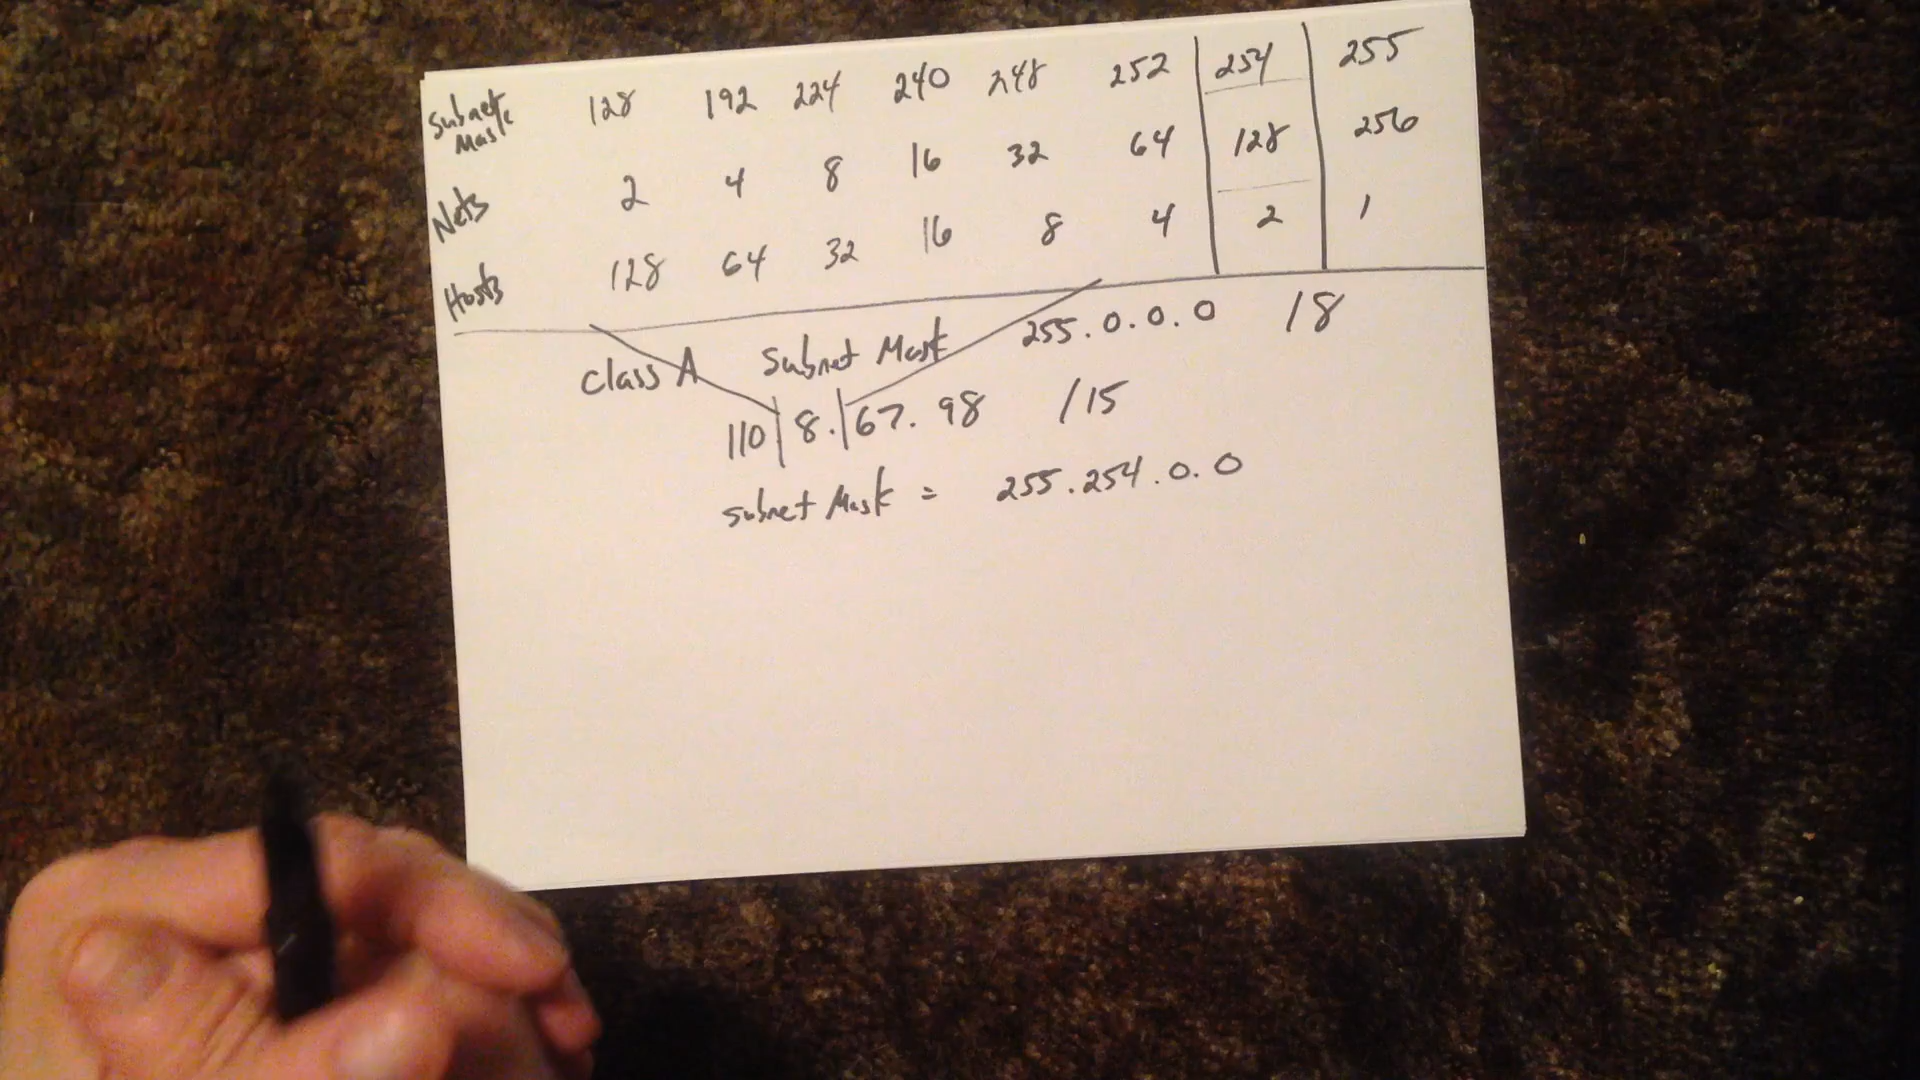 Subnet Mask 128 192 224 240 248 252 254 255
Nets 2 4 8 16 32 64 128 256
Hosts 128 64 32 16 8 4 2 1
Class A Subnet Mask 255.0.0.0 /8
110|8.|67.98 /15
subnet Mask = 255.254.0.0